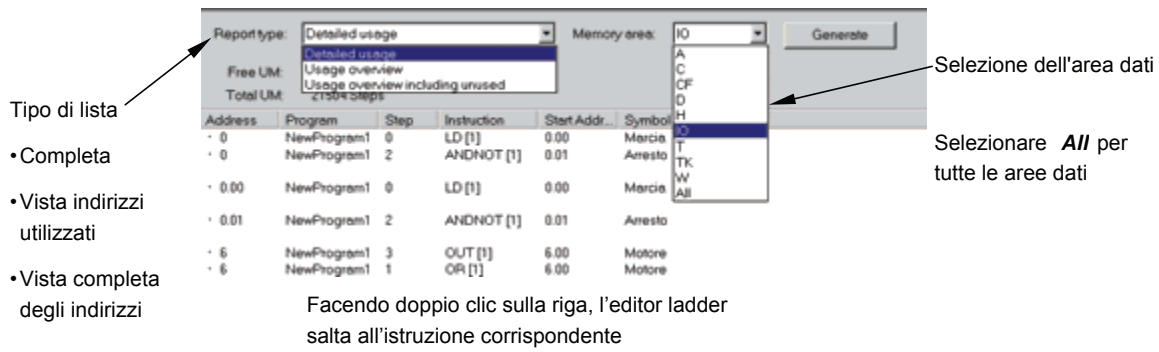 Report type: Detailed usage Memory area: IO Generate
Detailed usage
Usage overview
Usage overview including unused
Free UM:
Total UM: 21504 Steps
A
C
CF
D
H
IO
T
TK
W
All
Address Program Step Instruction Start Addr... Symbol
0 NewProgram1 0 LD [1] 0.00 Marcia
0 NewProgram1 2 ANDNOT [1] 0.01 Arresto
0.00 NewProgram1 0 LD [1] 0.00 Marcia
0.01 NewProgram1 2 ANDNOT [1] 0.01 Arresto
6 NewProgram1 3 OUT [1] 6.00 Motore
6 NewProgram1 1 OR [1] 6.00 Motore
Tipo di lista
•Completa
•Vista indirizzi
utilizzati
•Vista completa
degli indirizzi
Selezione dell'area dati
Selezionare All per
tutte le aree dati
Facendo doppio clic sulla riga, l’editor ladder
salta all’istruzione corrispondente